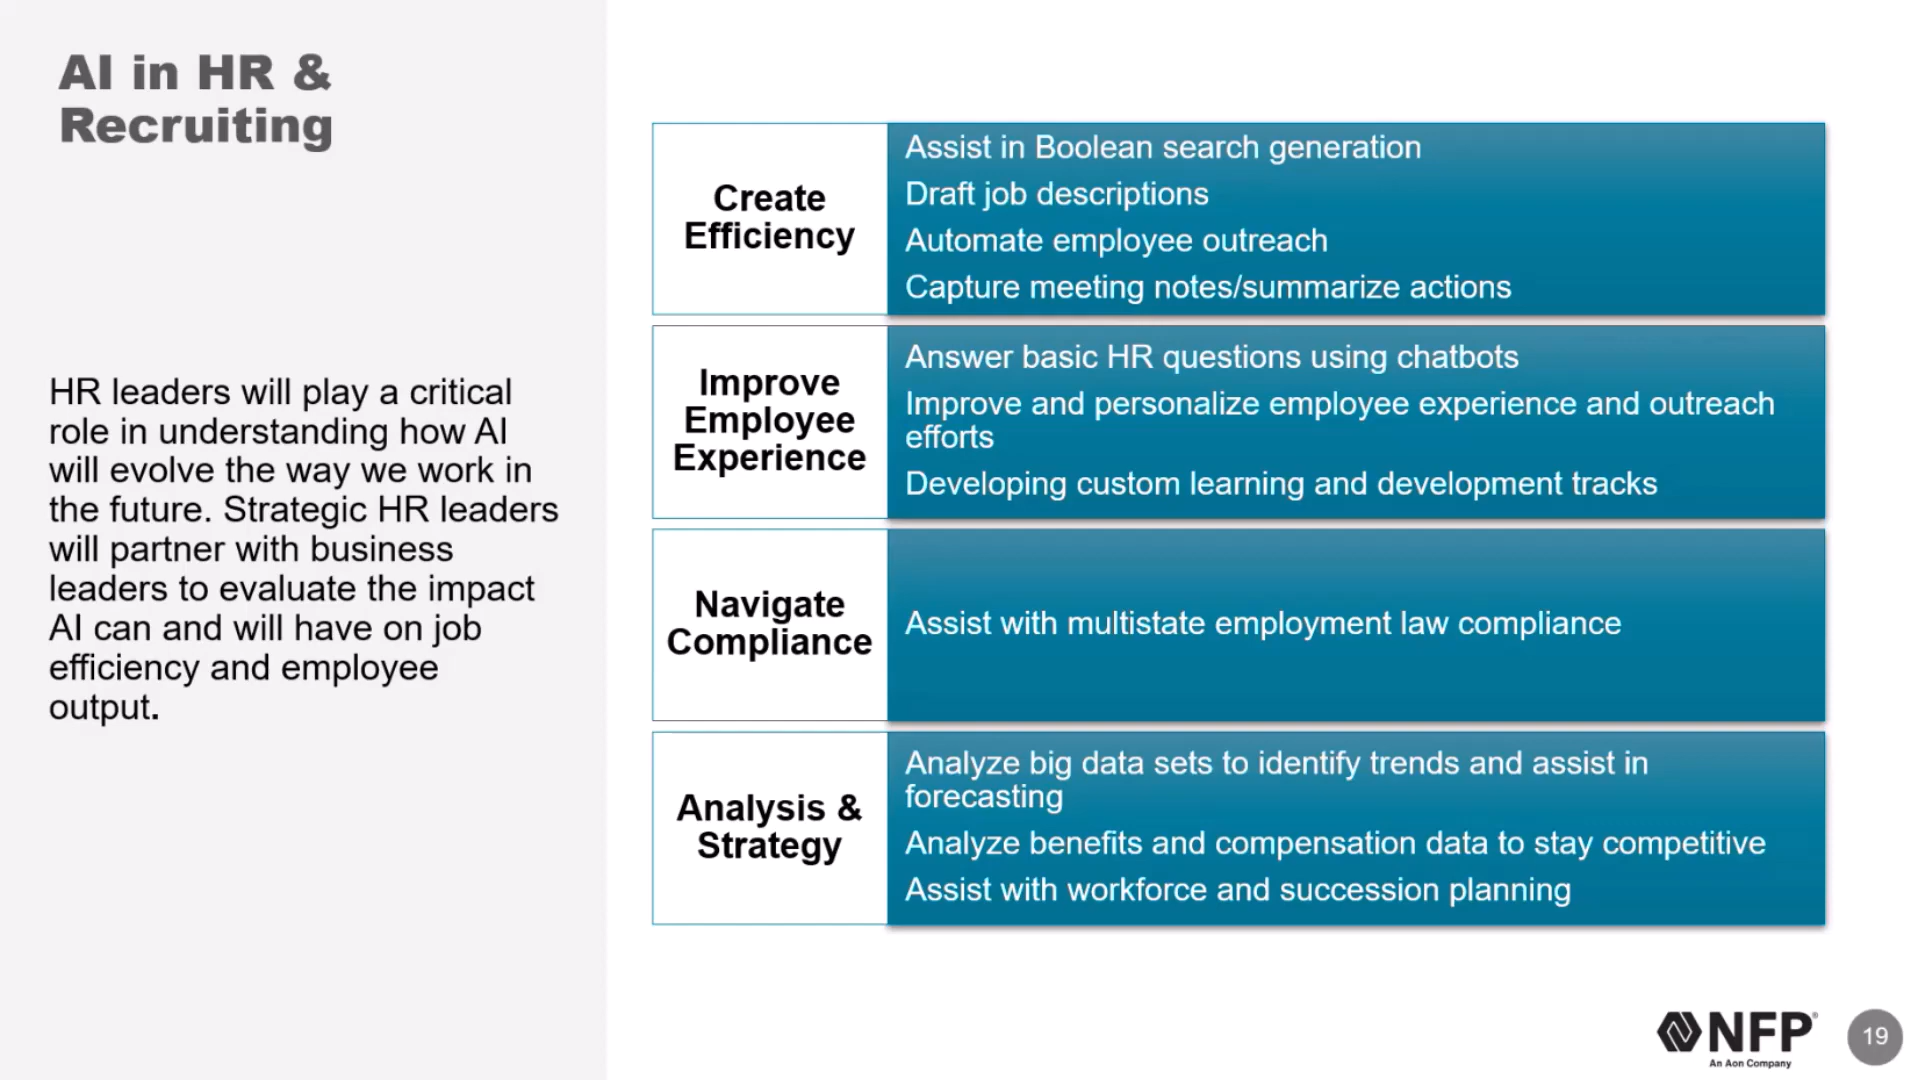 AI in HR &
Recruiting
HR leaders will play a critical
role in understanding how AI
will evolve the way we work in
the future. Strategic HR leaders
will partner with business
leaders to evaluate the impact
AI can and will have on job
efficiency and employee
output.
Create
Efficiency
Assist in Boolean search generation
Draft job descriptions
Automate employee outreach
Capture meeting notes/summarize actions
Improve
Employee
Experience
Answer basic HR questions using chatbots
Improve and personalize employee experience and outreach
efforts
Developing custom learning and development tracks
Navigate
Compliance
Assist with multistate employment law compliance
Analysis &
Strategy
Analyze big data sets to identify trends and assist in
forecasting
Analyze benefits and compensation data to stay competitive
Assist with workforce and succession planning
NFP®
An Aon Company
19